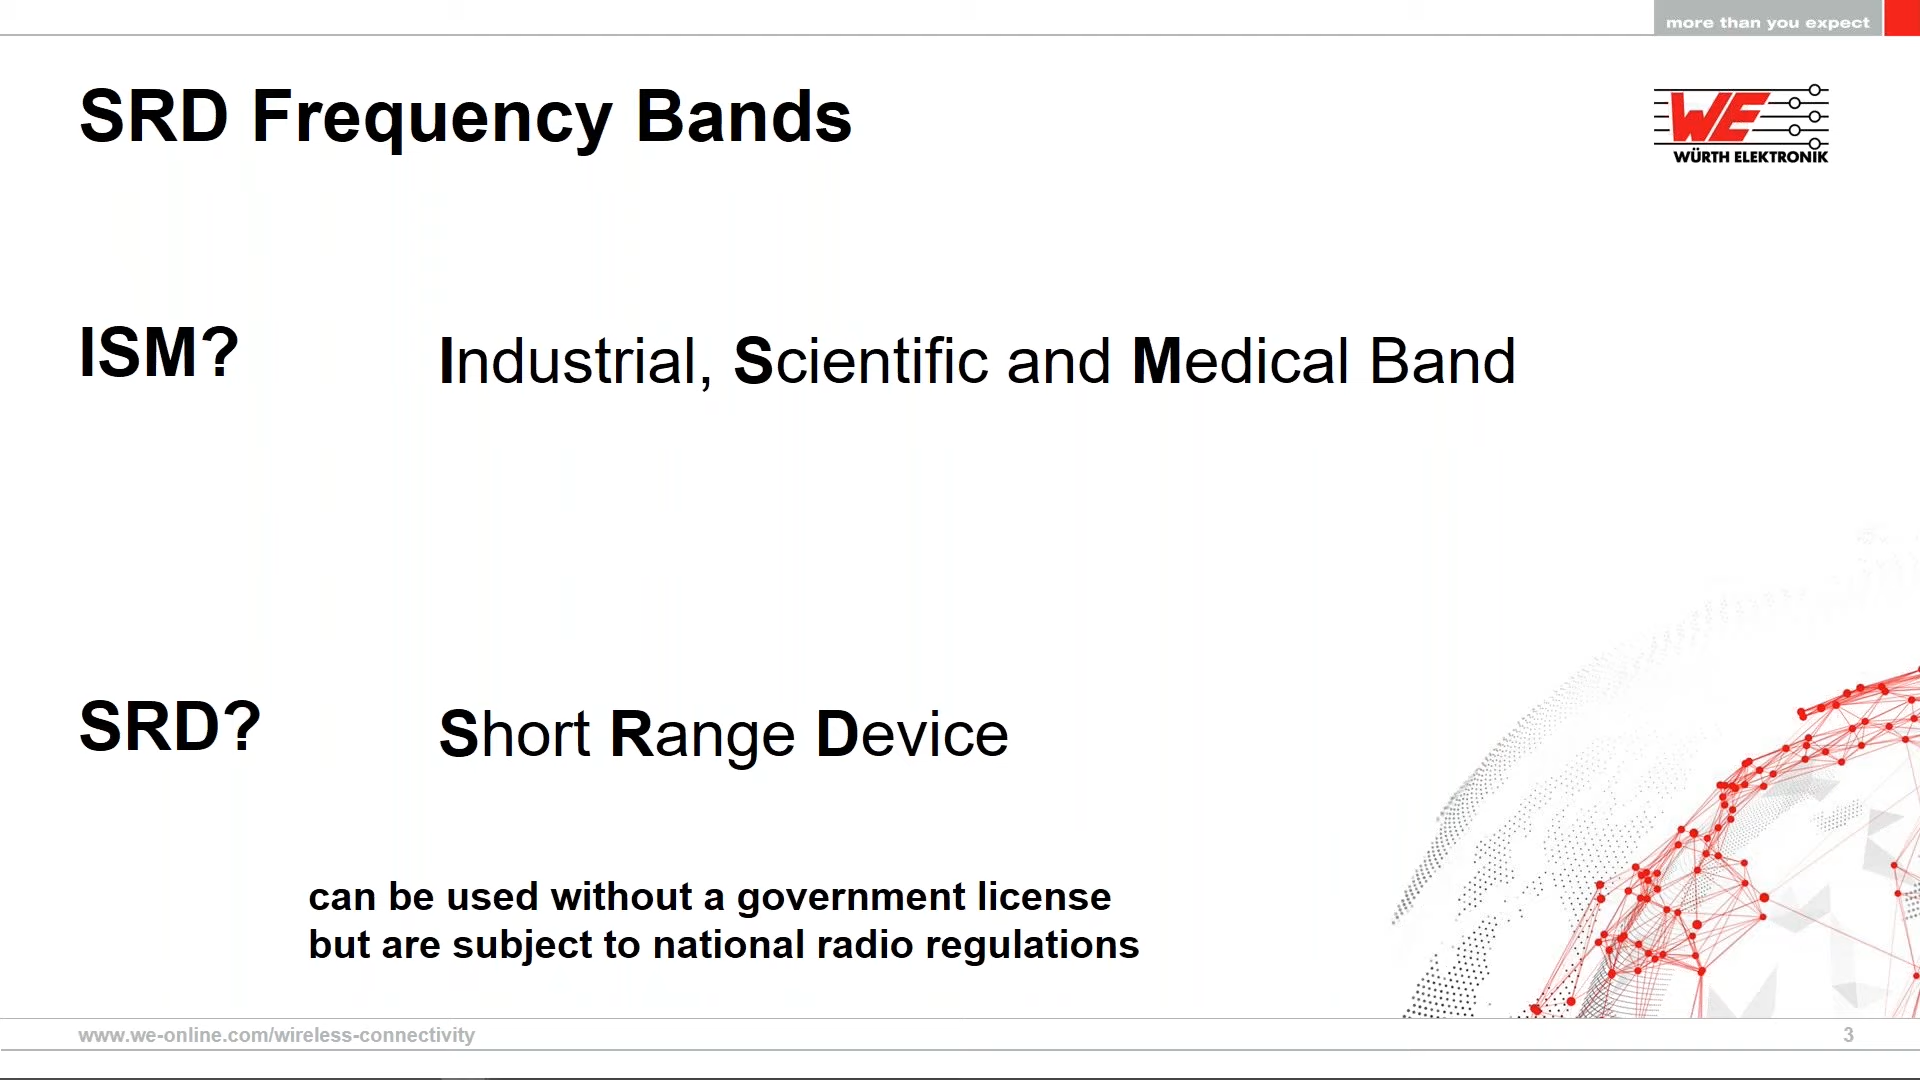 more than you expect
SRD Frequency Bands
WE
WÜRTH ELEKTRONIK
ISM?
Industrial, Scientific and Medical Band
SRD?
Short Range Device
can be used without a government license
but are subject to national radio regulations
www.we-online.com/wireless-connectivity
3